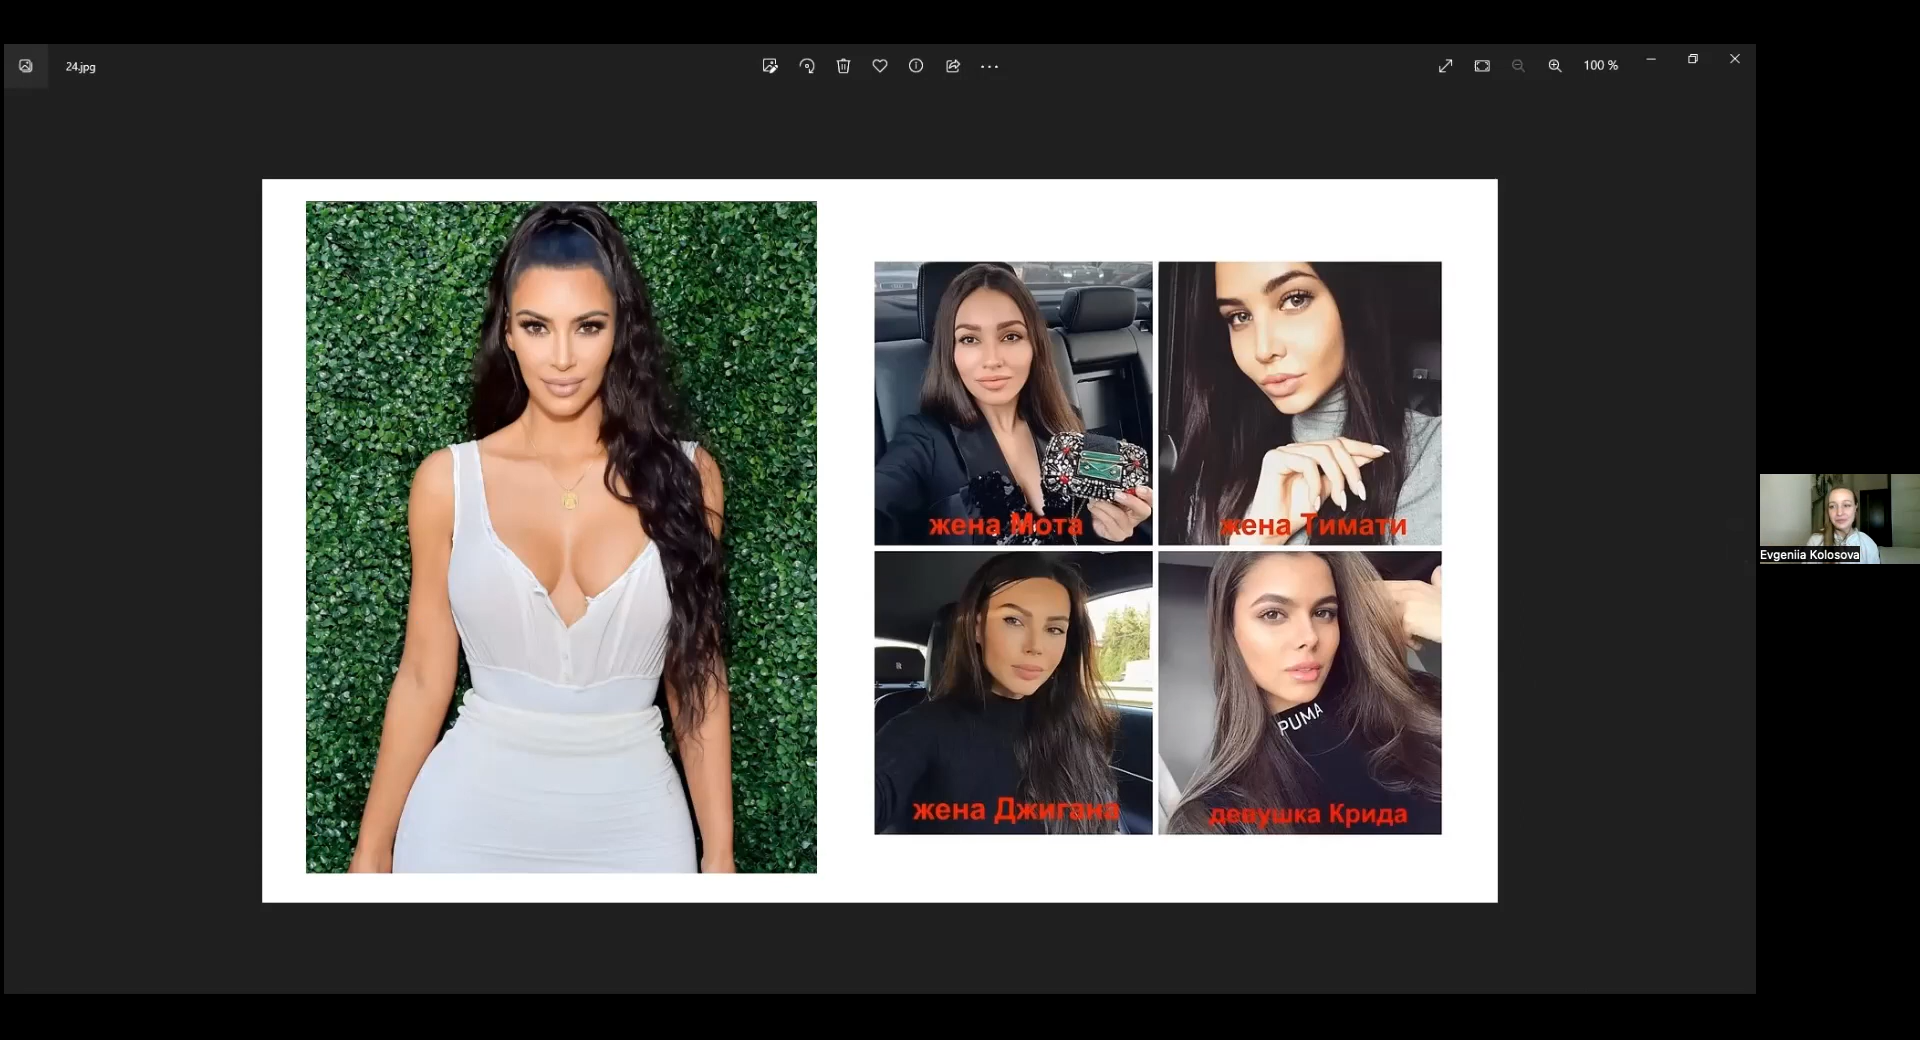 24.jpg
100 %
жена Мота
жена Тимати
PUMA
жена Джигана
девушка Крида
Evgeniia Kolosova